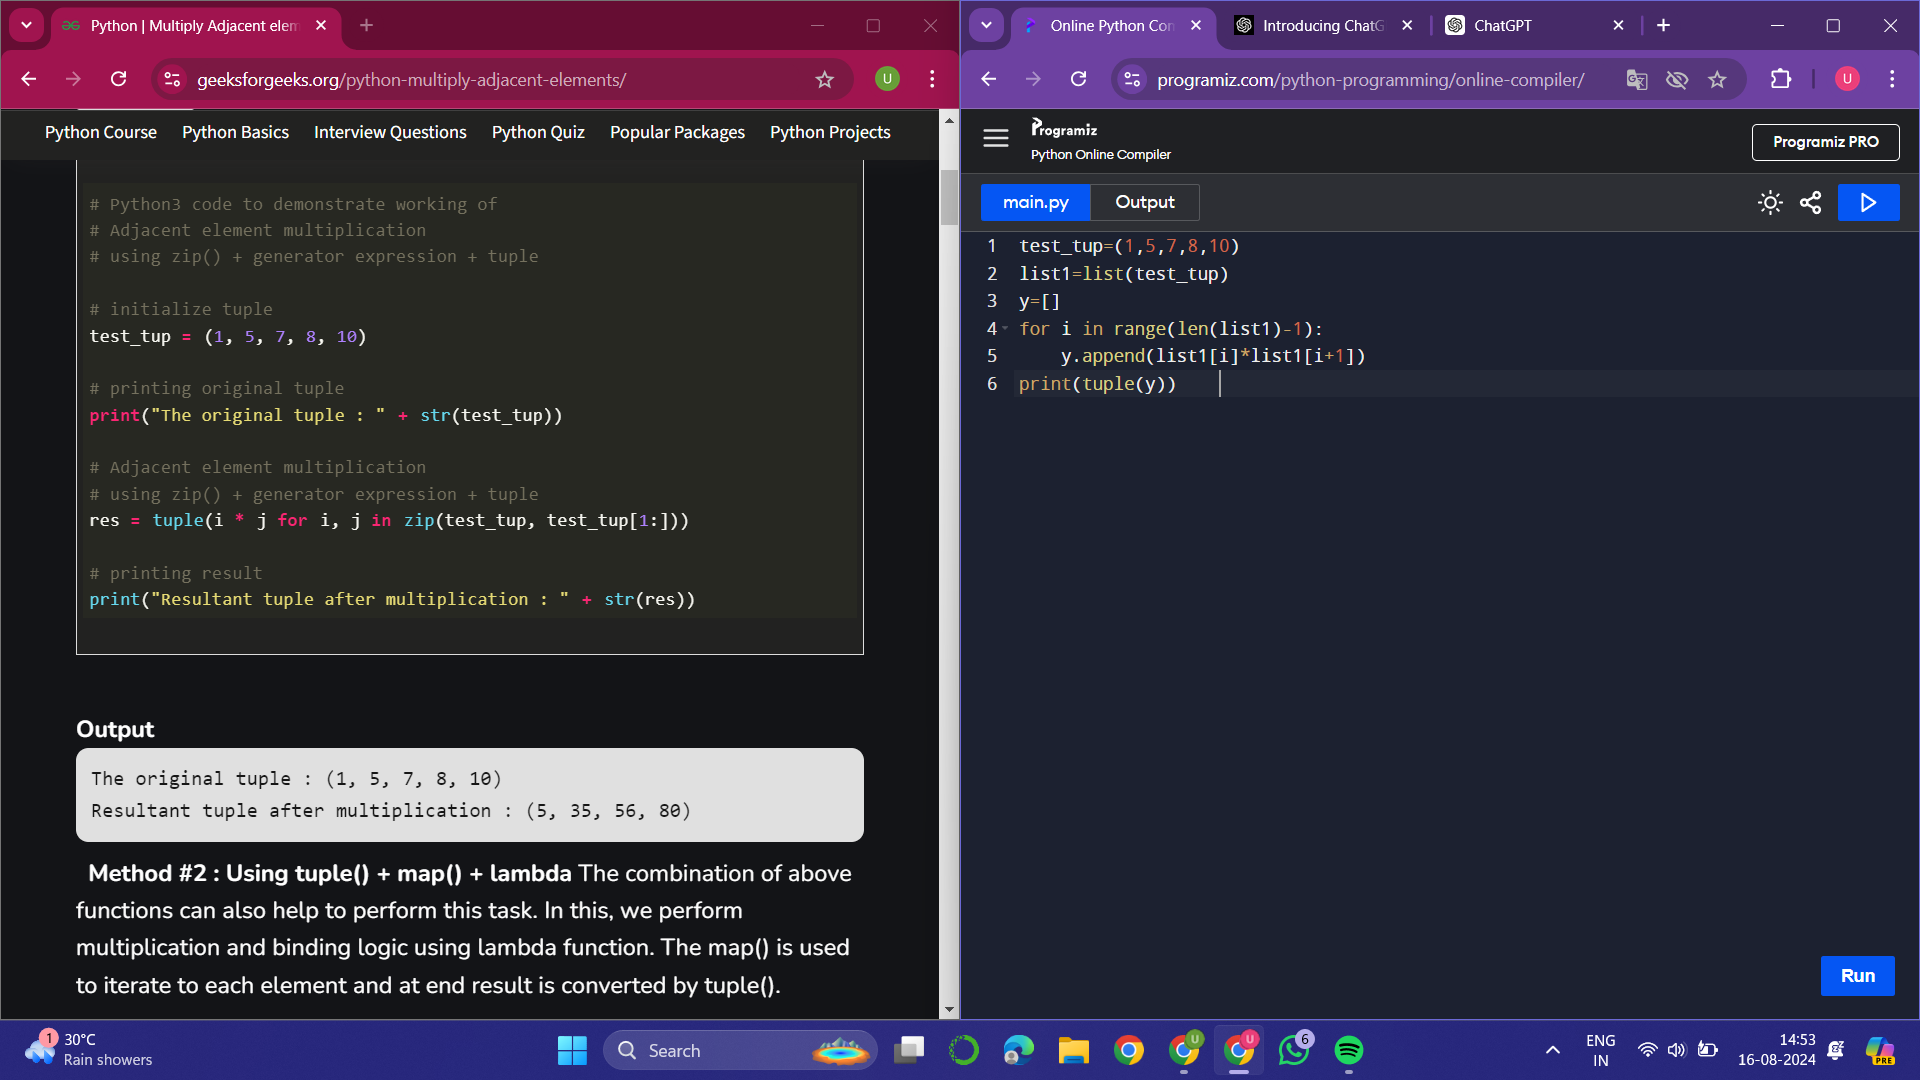 Python | Multiply Adjacent elem
geeksforgeeks.org/python-multiply-adjacent-elements/
U
Python Course Python Basics Interview Questions Python Quiz Popular Packages Python Projects
# Python3 code to demonstrate working of
# Adjacent element multiplication
# using zip() + generator expression + tuple
# initialize tuple
test_tup = (1, 5, 7, 8, 10)
# printing original tuple
print("The original tuple : " + str(test_tup))
# Adjacent element multiplication
# using zip() + generator expression + tuple
res = tuple(i * j for i, j in zip(test_tup, test_tup[1:]))
# printing result
print("Resultant tuple after multiplication : " + str(res))
Output
The original tuple : (1, 5, 7, 8, 10)
Resultant tuple after multiplication : (5, 35, 56, 80)
Method #2 : Using tuple() + map() + lambda The combination of above
functions can also help to perform this task. In this, we perform
multiplication and binding logic using lambda function. The map() is used
to iterate to each element and at end result is converted by tuple().
Online Python Con
Introducing ChatG
ChatGPT
programiz.com/python-programming/online-compiler/
U
Programiz
Python Online Compiler
Programiz PRO
main.py
Output
1 test_tup=(1,5,7,8,10)
2 list1=list(test_tup)
3 y=[]
4 for i in range(len(list1)-1):
5 y.append(list1[i]*list1[i+1])
6 print(tuple(y))
Run
1
30°C
Rain showers
Search
U
U
6
ENG
IN
14:53
16-08-2024
PRE